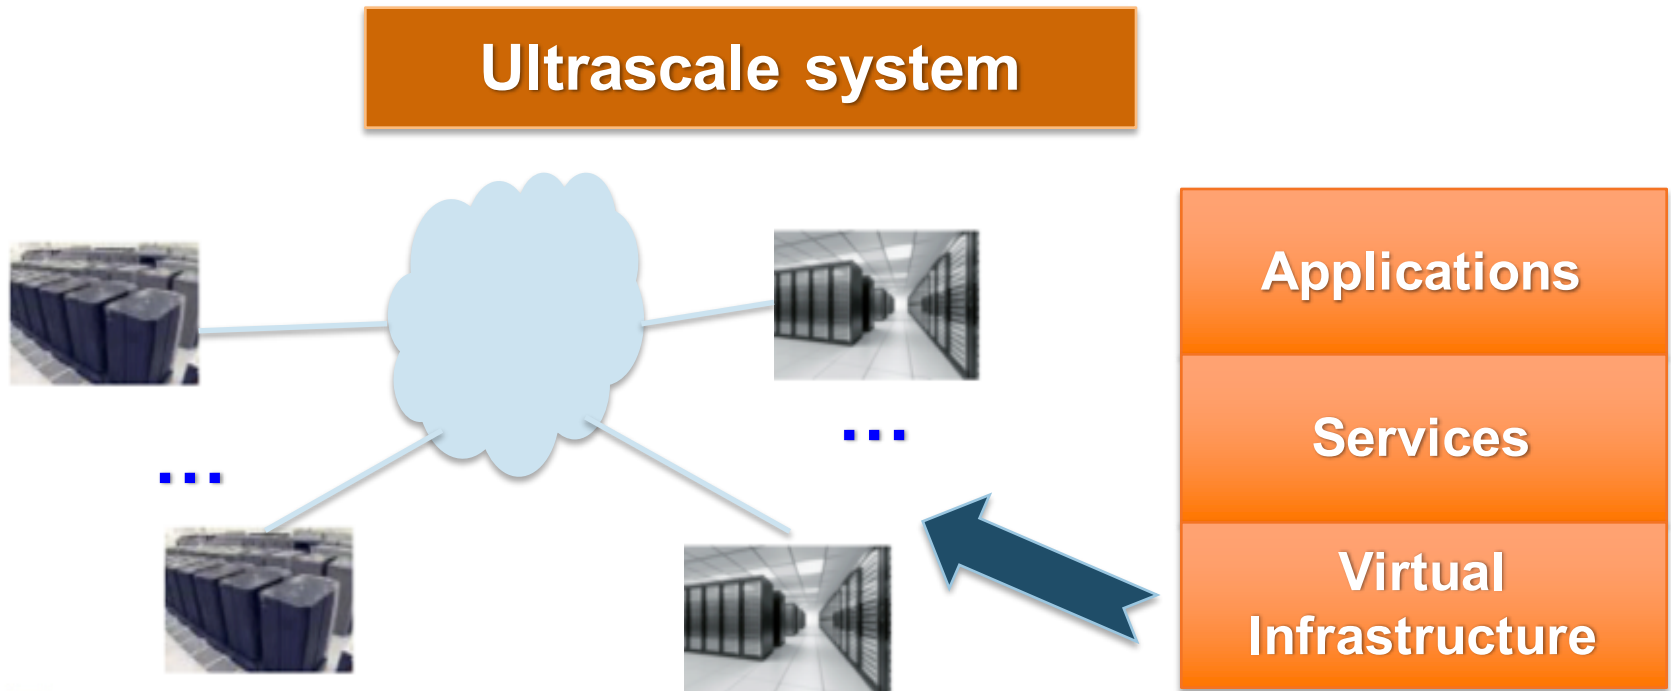 Ultrascale system
Applications
Services
Virtual
Infrastructure